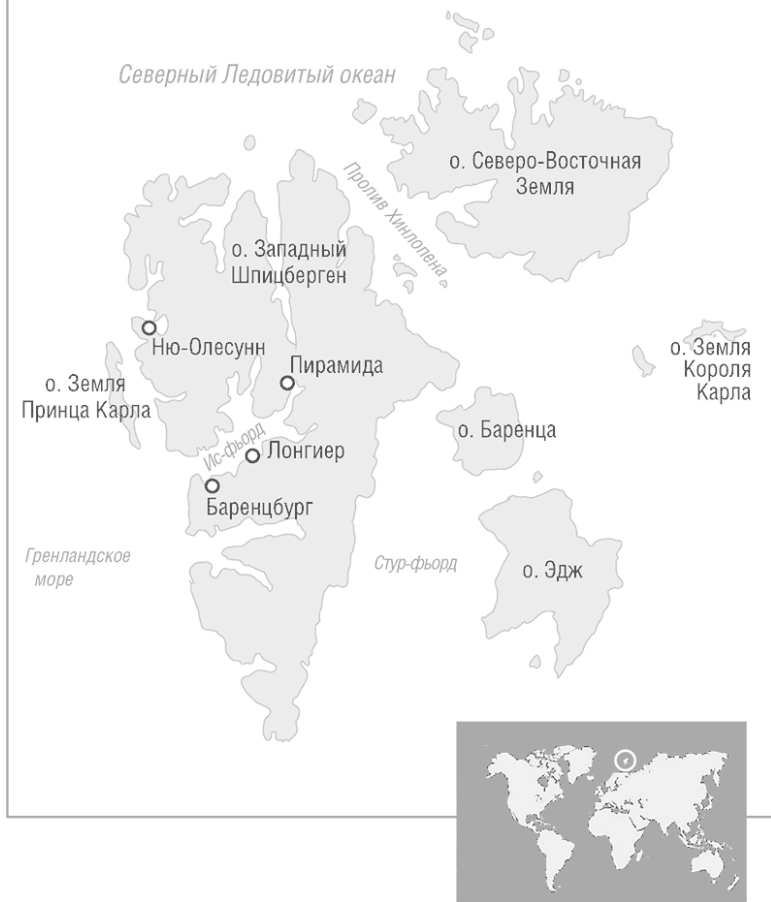 Северный Ледовитый океан
о. Северо-Восточная
Земля
Пролив Хинлопена
о. Западный
Шпицберген
Ню-Олесунн
Пирамида
о. Земля
Короля
Карла
о. Земля
Принца Карла
о. Баренца
Ис-фьорд
Лонгиер
Баренцбург
Гренландское
море
Стур-фьорд
о. Эдж